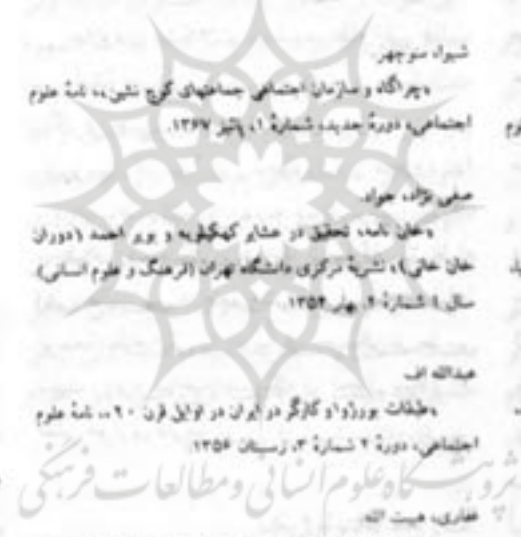 شیوا، منوچهر.
«چراگاه و سازمان اجتماعی جماعتهای کوچ نشین»، نامهٔ علوم
اجتماعی، دورهٔ جدید، شمارهٔ ۱، پائیز ۱۳۶۷.
صفی نژاد، جواد.
«خان نامه، تحقیق در عشایر کهگیلویه و بویر احمد (دوران
خان خانی)»، نشریهٔ مرکزی دانشگاه تهران (فرهنگ و علوم انسانی)
سال ۱ شمارهٔ ۲، بهار ۱۳۵۴.
عبدالله اف
«طبقات بورژوا و کارگر در ایران در اوایل قرن ۲۰»، نامهٔ علوم
اجتماعی، دورهٔ ۲ شمارهٔ ۳، زمستان ۱۳۵۶
پژوهشگاه علوم انسانی و مطالعات فرهنگی
غفاری، هیبت الله